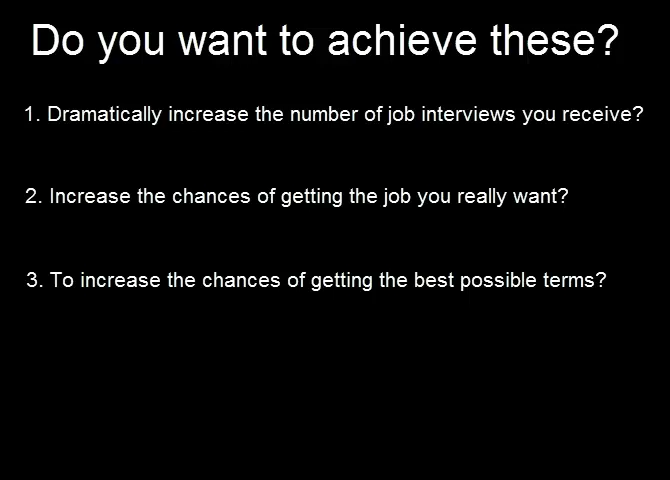 Do you want to achieve these?
1. Dramatically increase the number of job interviews you receive?
2. Increase the chances of getting the job you really want?
3. To increase the chances of getting the best possible terms?